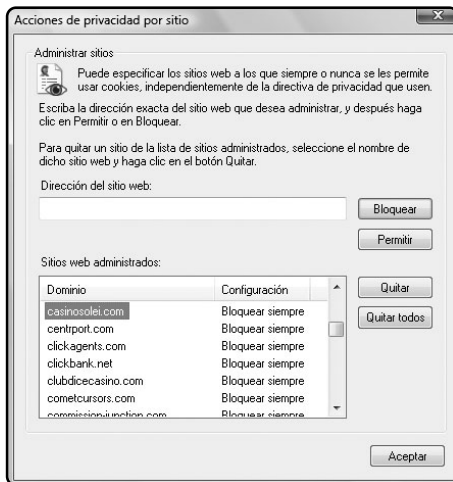 Acciones de privacidad por sitio
Administrar sitios
Puede especificar los sitios web a los que siempre o nunca se les permite
usar cookies, independientemente de la directiva de privacidad que usen.
Escriba la dirección exacta del sitio web que desea administrar, y después haga
clic en Permitir o en Bloquear.
Para quitar un sitio de la lista de sitios administrados, seleccione el nombre de
dicho sitio web y haga clic en el botón Quitar.
Dirección del sitio web:
Bloquear
Permitir
Sitios web administrados:
Dominio Configuración
casinosolei.com Bloquear siempre
centrport.com Bloquear siempre
clickagents.com Bloquear siempre
clickbank.net Bloquear siempre
clubdicecasino.com Bloquear siempre
cometcursors.com Bloquear siempre
commission-junction.com Bloquear siempre
Quitar
Quitar todos
Aceptar